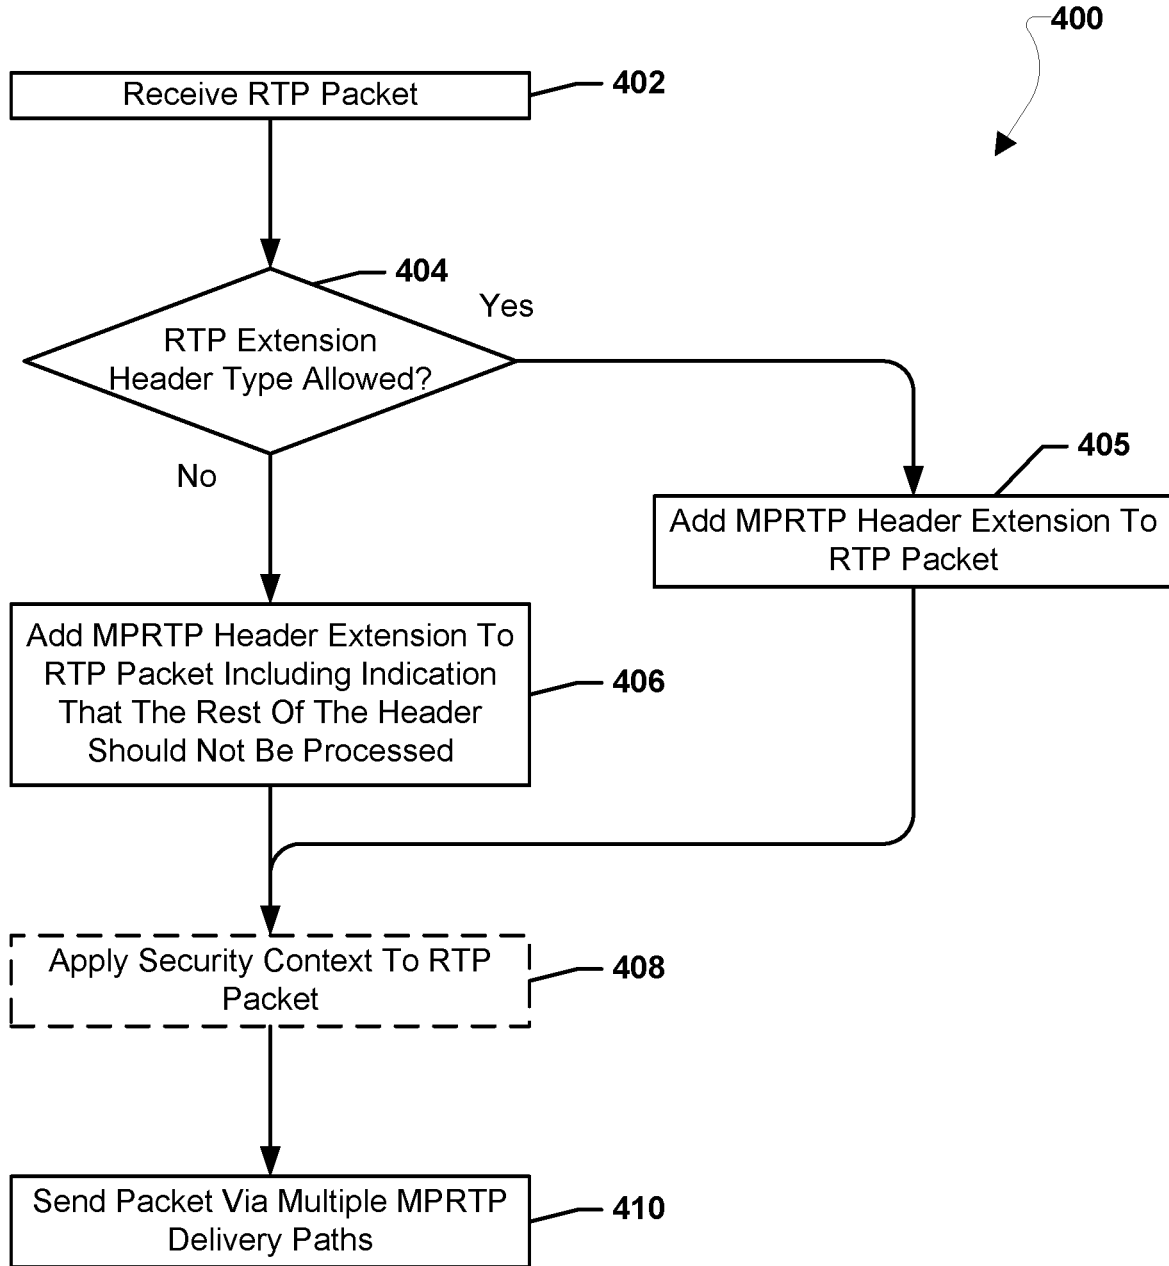 400
Receive RTP Packet
402
404
RTP Extension
Header Type Allowed?
Yes
No
405
Add MPRTP Header Extension To
RTP Packet
Add MPRTP Header Extension To
RTP Packet Including Indication
That The Rest Of The Header
Should Not Be Processed
406
Apply Security Context To RTP
Packet
408
Send Packet Via Multiple MPRTP
Delivery Paths
410